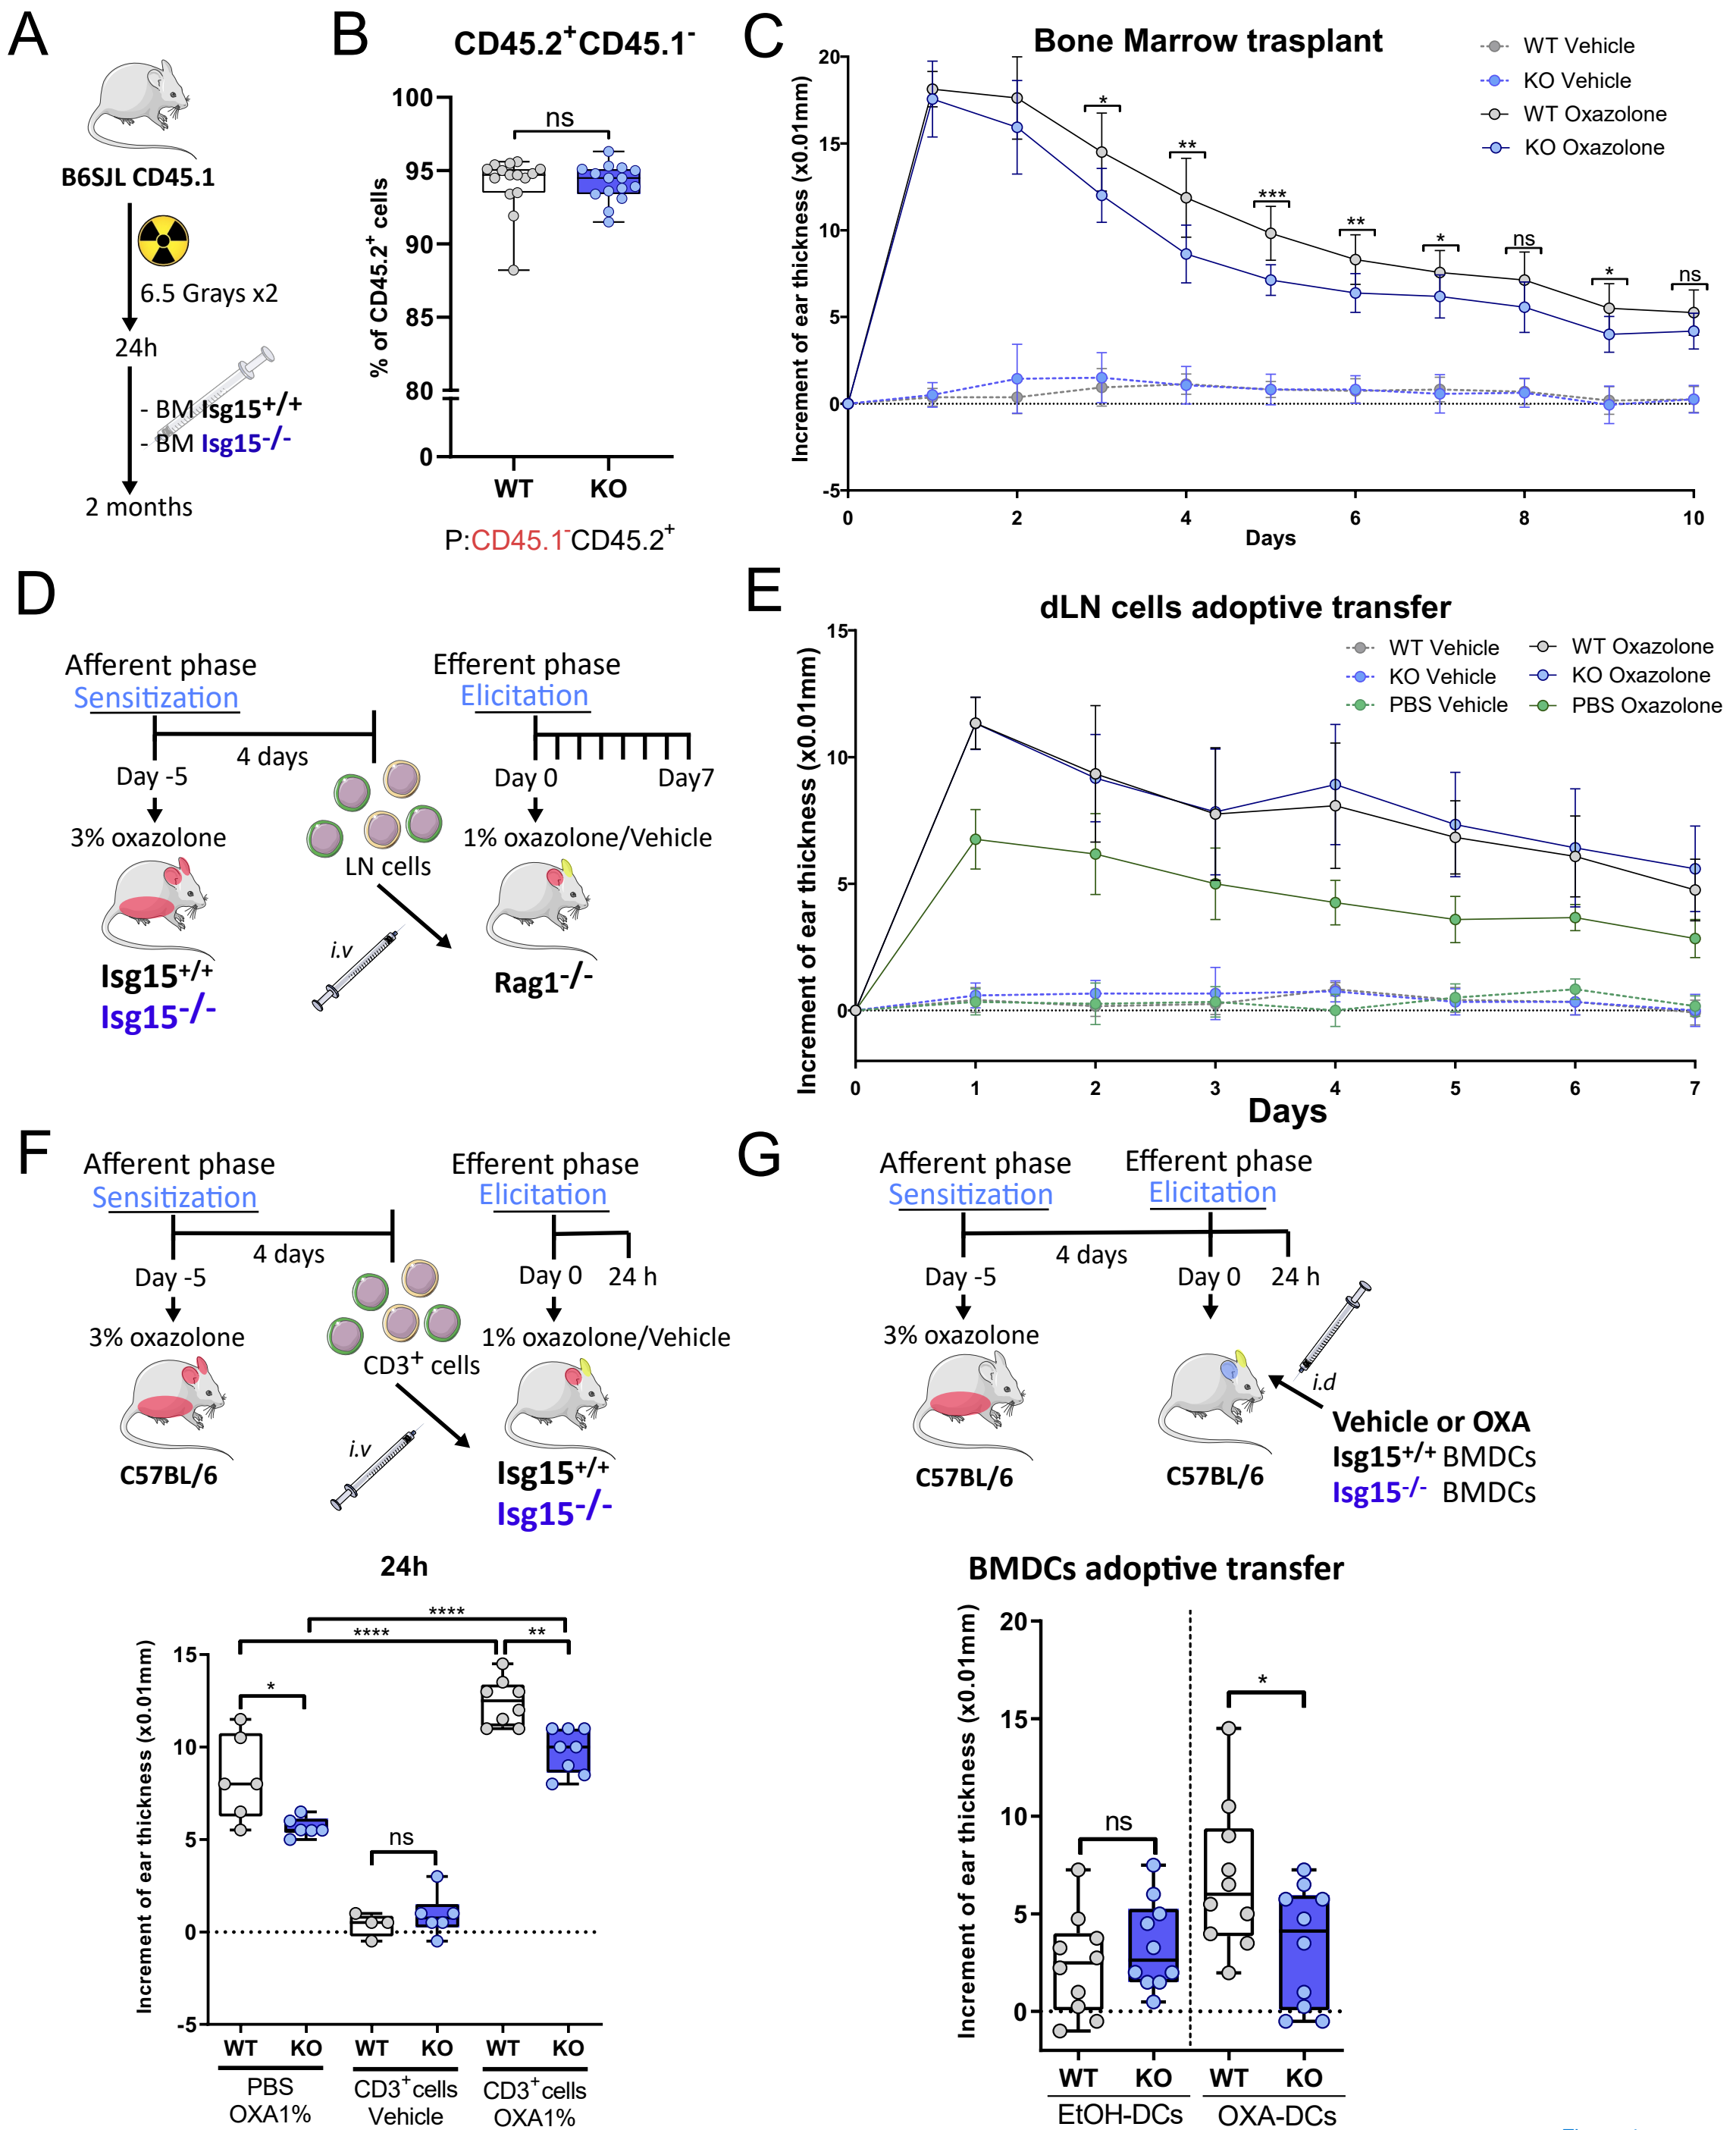 A
B6SJL CD45.1
6.5 Grays x2
24h
- BM Isg15+/+
- BM Isg15-/-
2 months
B
CD45.2+CD45.1-
ns
100
95
90
85
80
0
% of CD45.2+ cells
WT
KO
P:CD45.1-CD45.2+
C
Bone Marrow trasplant
WT Vehicle
KO Vehicle
WT Oxazolone
KO Oxazolone
Increment of ear thickness (x0.01mm)
20
15
10
5
0
-5
*
**
***
**
*
ns
*
ns
0
2
4
6
8
10
Days
D
Afferent phase
Sensitization
Efferent phase
Elicitation
4 days
Day -5
Day 0
Day7
3% oxazolone
LN cells
1% oxazolone/Vehicle
i.v
Isg15+/+
Isg15-/-
Rag1-/-
E
dLN cells adoptive transfer
WT Vehicle
KO Vehicle
PBS Vehicle
WT Oxazolone
KO Oxazolone
PBS Oxazolone
Increment of ear thickness (x0.01mm)
15
10
5
0
0
1
2
3
4
5
6
7
Days
F
Afferent phase
Sensitization
Efferent phase
Elicitation
4 days
Day -5
Day 0
24 h
3% oxazolone
CD3+ cells
1% oxazolone/Vehicle
i.v
C57BL/6
Isg15+/+
Isg15-/-
24h
Increment of ear thickness (x0.01mm)
15
10
5
0
-5
****
****
**
*
ns
WT
KO
WT
KO
WT
KO
PBS
OXA1%
CD3+cells
Vehicle
CD3+cells
OXA1%
G
Afferent phase
Sensitization
Efferent phase
Elicitation
4 days
Day -5
Day 0
24 h
3% oxazolone
i.d
C57BL/6
C57BL/6
Vehicle or OXA
Isg15+/+ BMDCs
Isg15-/- BMDCs
BMDCs adoptive transfer
Increment of ear thickness (x0.01mm)
20
15
10
5
0
ns
*
WT
KO
WT
KO
EtOH-DCs
OXA-DCs